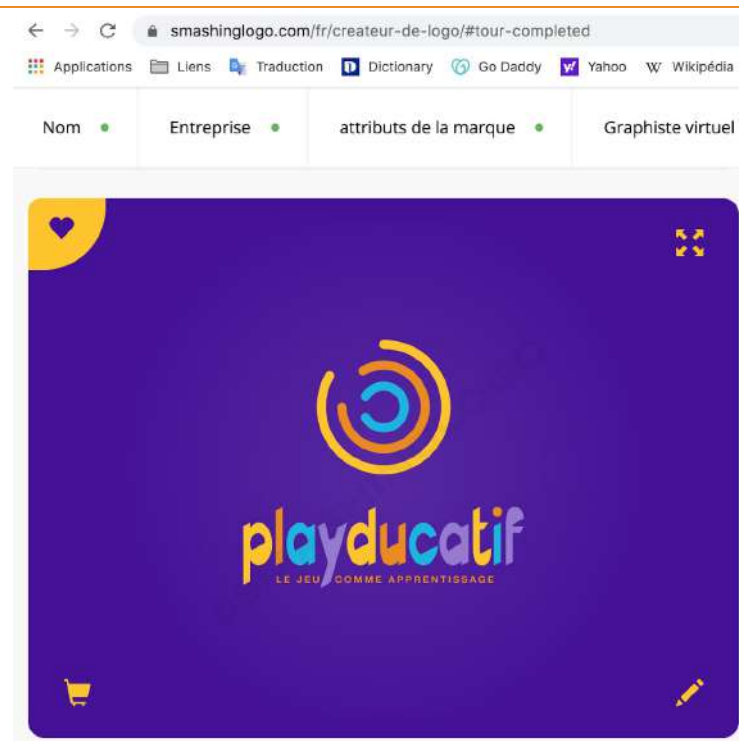 smashinglogo.com/fr/createur-de-logo/#tour-completed
Applications Liens Traduction Dictionary Go Daddy Yahoo Wikipédia
Nom Entreprise attributs de la marque Graphiste virtuel
playducatif
LE JEU COMME APPRENTISSAGE